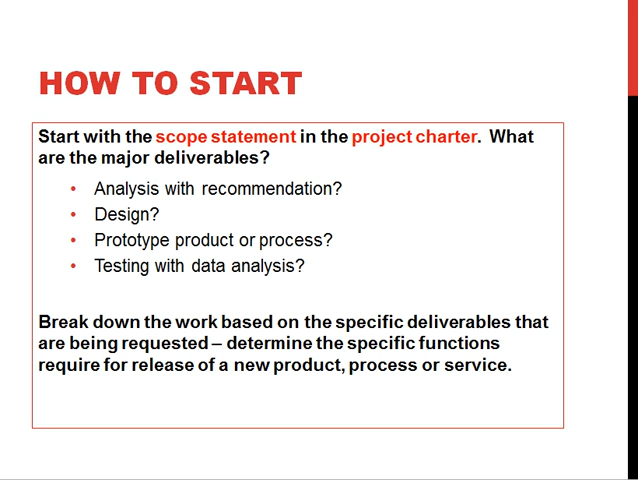 HOW TO START
Start with the scope statement in the project charter.  What
are the major deliverables?
• Analysis with recommendation?
• Design?
• Prototype product or process?
• Testing with data analysis?
Break down the work based on the specific deliverables that
are being requested – determine the specific functions
require for release of a new product, process or service.